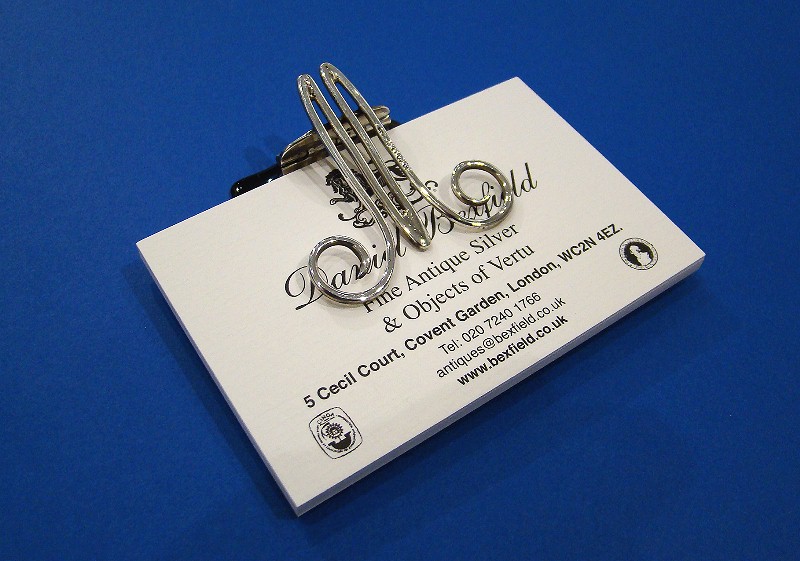 Daniel Bexfield
Fine Antique Silver
& Objects of Vertu
5 Cecil Court, Covent Garden, London, WC2N 4EZ.
Tel: 020 7240 1766
antiques@bexfield.co.uk
www.bexfield.co.uk